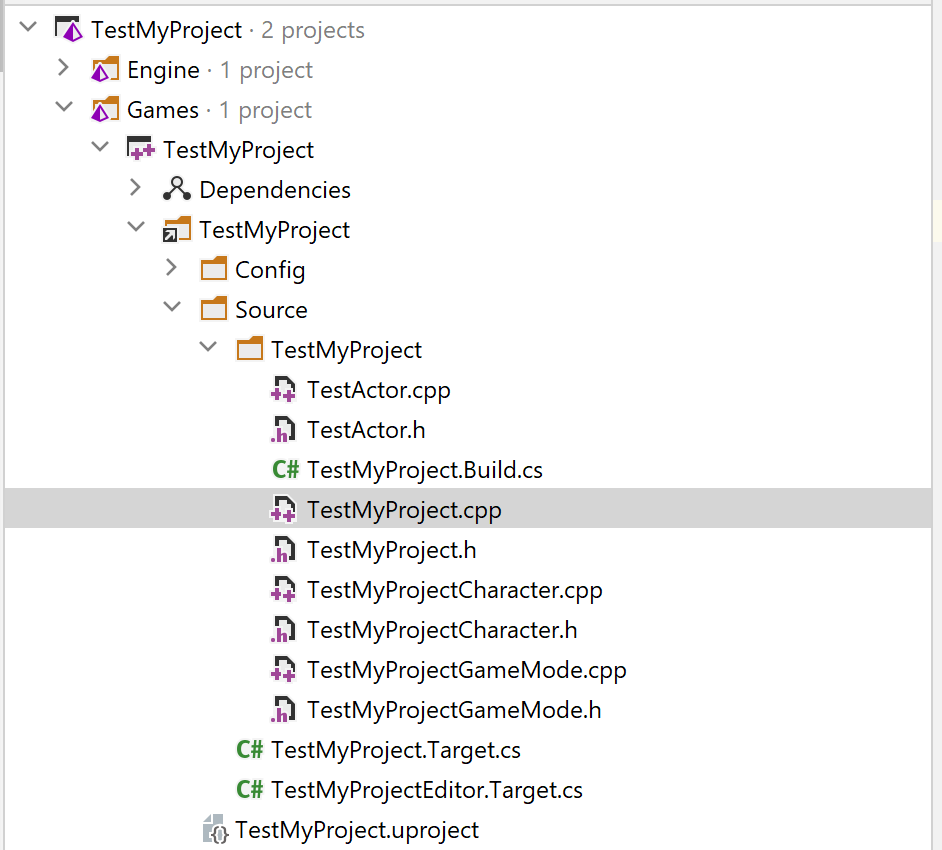 TestMyProject · 2 projects
Engine · 1 project
Games · 1 project
TestMyProject
Dependencies
TestMyProject
Config
Source
TestMyProject
TestActor.cpp
.h TestActor.h
C# TestMyProject.Build.cs
TestMyProject.cpp
.h TestMyProject.h
TestMyProjectCharacter.cpp
.h TestMyProjectCharacter.h
TestMyProjectGameMode.cpp
.h TestMyProjectGameMode.h
C# TestMyProject.Target.cs
C# TestMyProjectEditor.Target.cs
TestMyProject.uproject